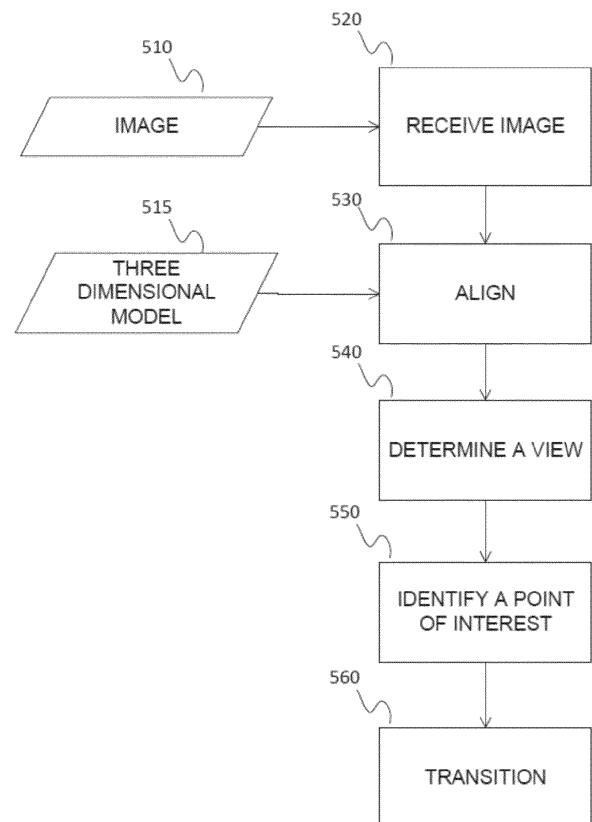 510
IMAGE
520
RECEIVE IMAGE
515
THREE
DIMENSIONAL
MODEL
530
ALIGN
540
DETERMINE A VIEW
550
IDENTIFY A POINT
OF INTEREST
560
TRANSITION